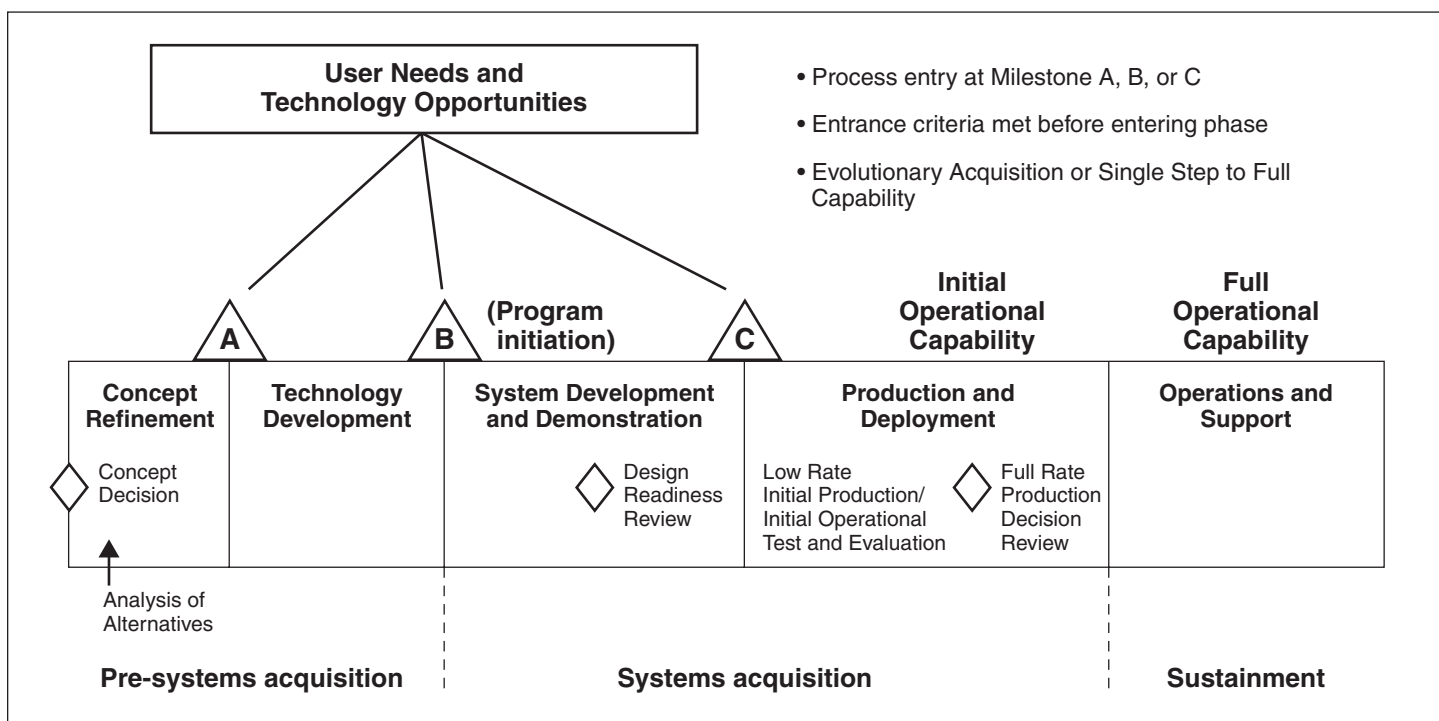 User Needs and
Technology Opportunities
• Process entry at Milestone A, B, or C
• Entrance criteria met before entering phase
• Evolutionary Acquisition or Single Step to Full
Capability
A
B
(Program
initiation)
C
Initial
Operational
Capability
Full
Operational
Capability
Concept
Refinement
Technology
Development
System Development
and Demonstration
Production and
Deployment
Operations and
Support
Concept
Decision
Design
Readiness
Review
Low Rate
Initial Production/
Initial Operational
Test and Evaluation
Full Rate
Production
Decision
Review
Analysis of
Alternatives
Pre-systems acquisition
Systems acquisition
Sustainment